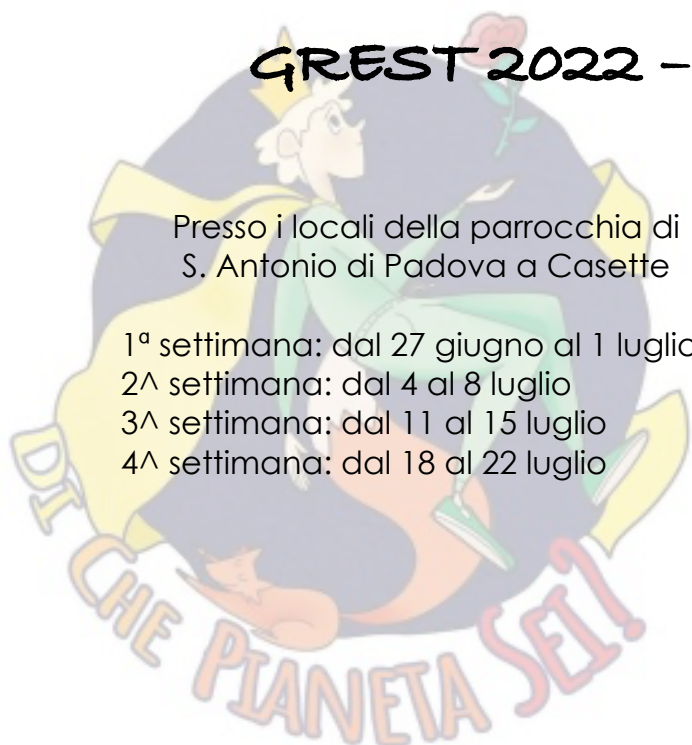 GREST 2022 –
Presso i locali della parrocchia di
S. Antonio di Padova a Casette
1ª settimana: dal 27 giugno al 1 luglio
2^ settimana: dal 4 al 8 luglio
3^ settimana: dal 11 al 15 luglio
4^ settimana: dal 18 al 22 luglio
DI CHE PIANETA SEI?